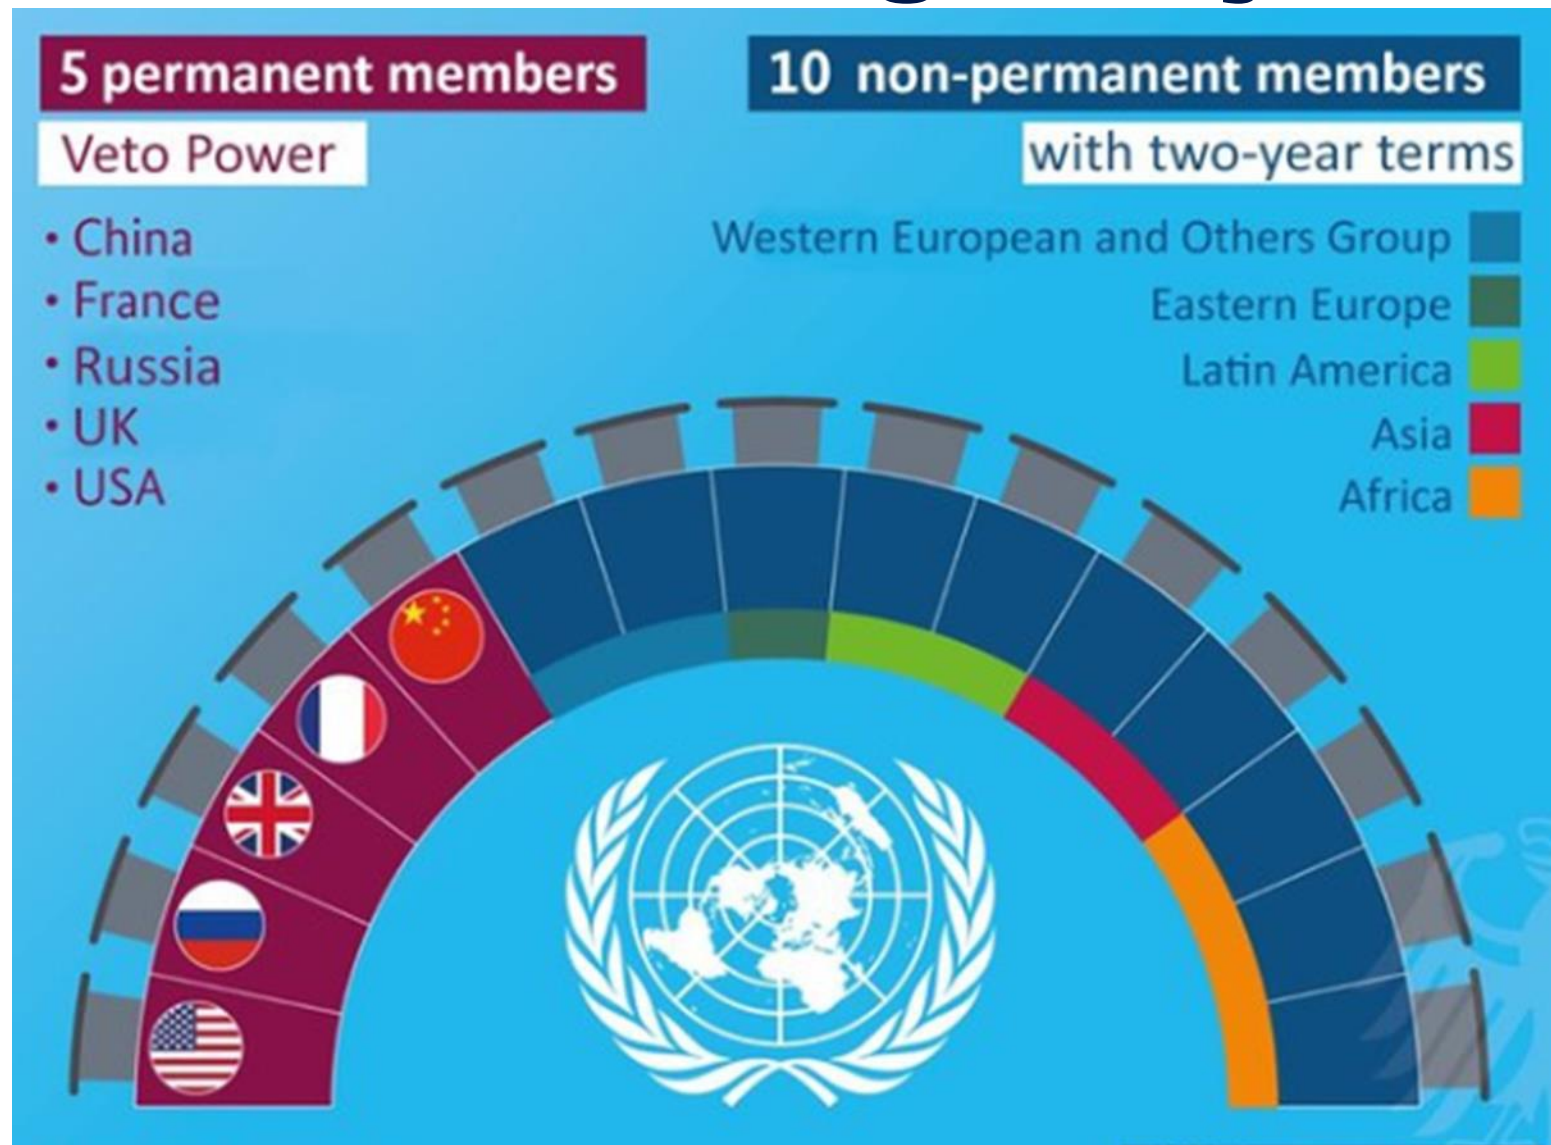 5 permanent members
Veto Power
• China
• France
• Russia
• UK
• USA
10 non-permanent members
with two-year terms
Western European and Others Group
Eastern Europe
Latin America
Asia
Africa